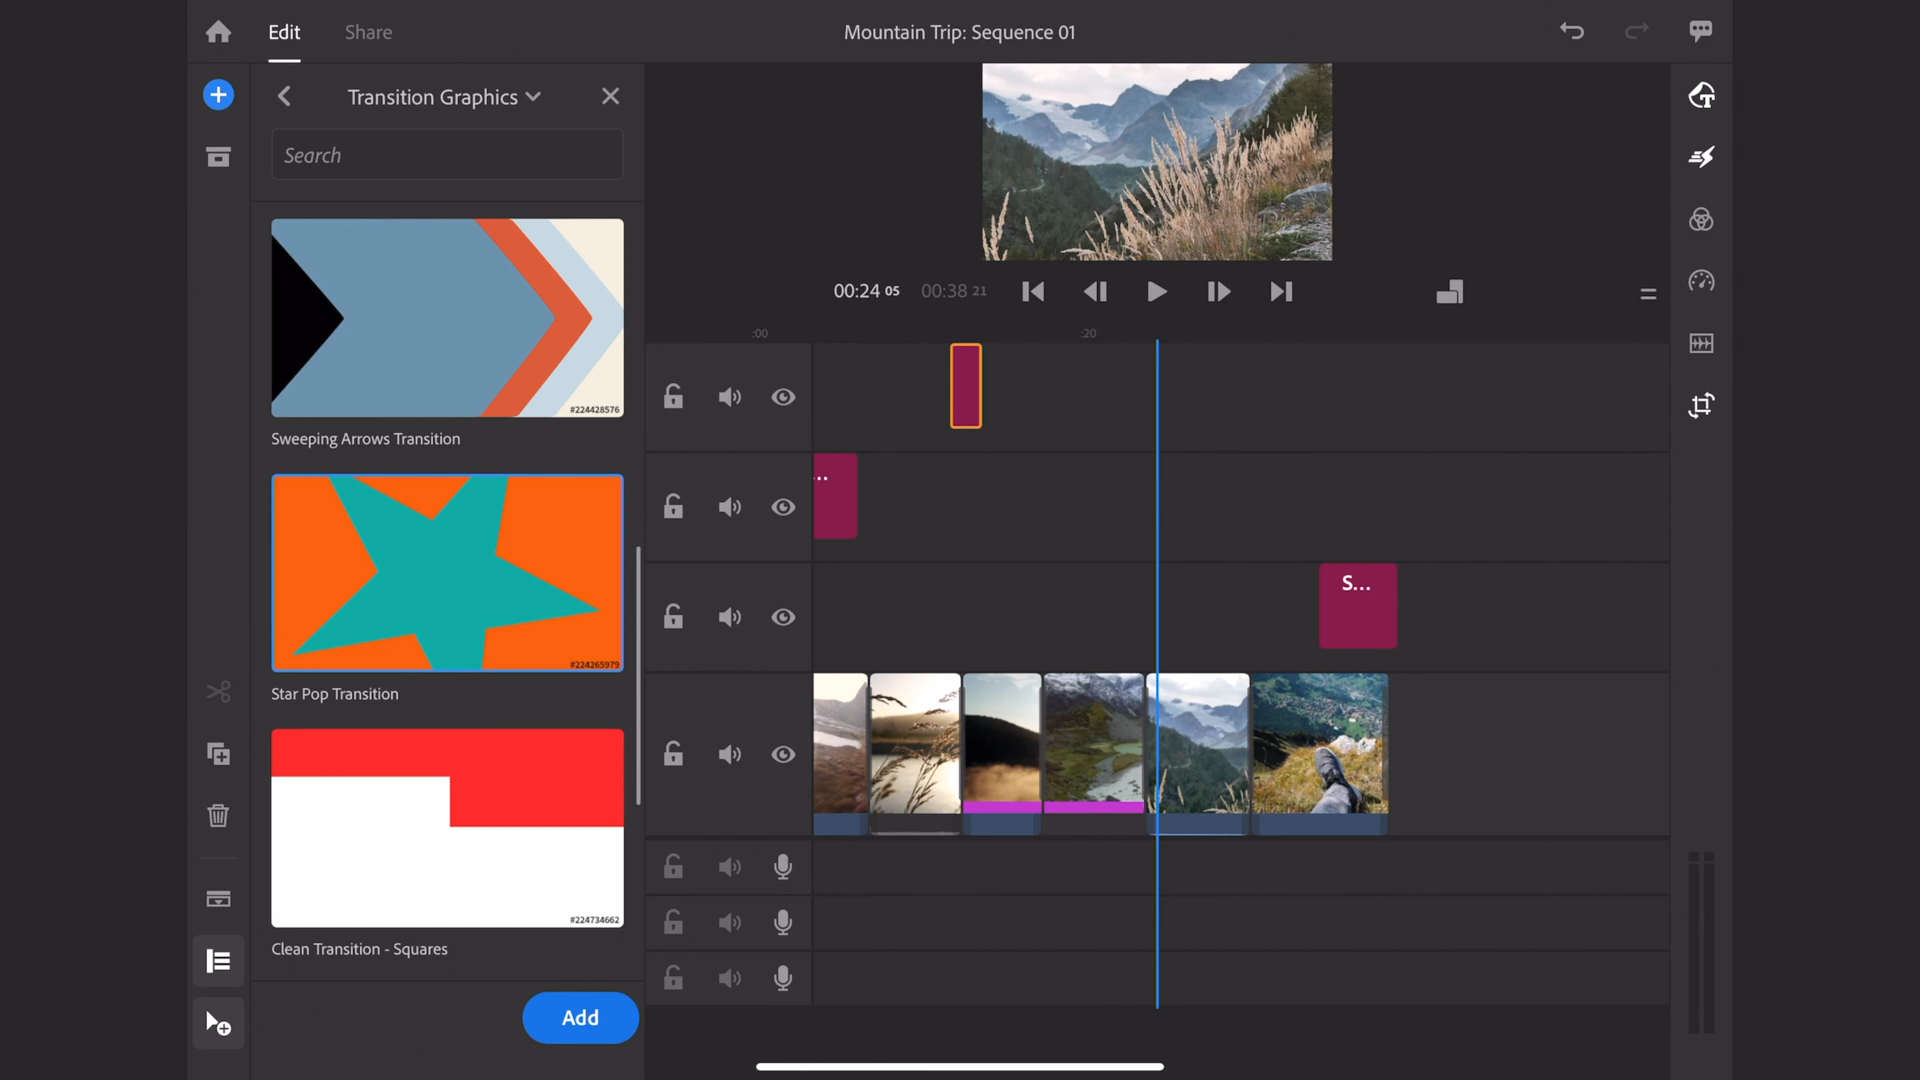 Edit
Share
Mountain Trip: Sequence 01
Transition Graphics
Search
#224428576
Sweeping Arrows Transition
#224265979
Star Pop Transition
#224734662
Clean Transition - Squares
Add
00:24 05
00:38 21
:00
:20
...
S...